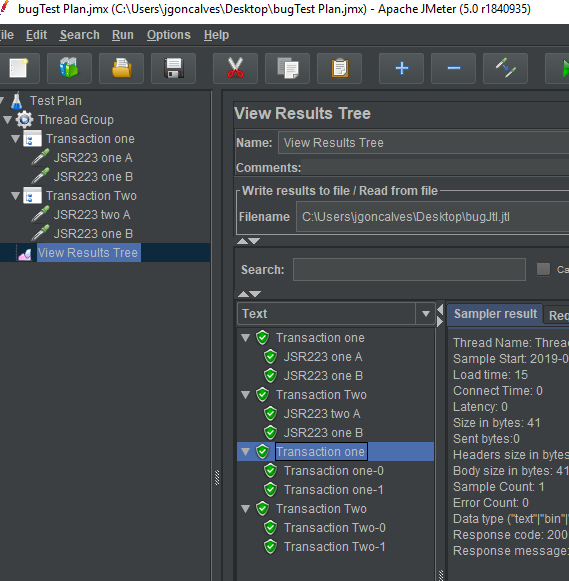 bugTest Plan.jmx (C:\Users\jgoncalves\Desktop\bugTest Plan.jmx) - Apache JMeter (5.0 r1840935)
ile Edit Search Run Options Help
Test Plan
Thread Group
Transaction one
JSR223 one A
JSR223 one B
Transaction Two
JSR223 two A
JSR223 one B
View Results Tree
View Results Tree
Name: View Results Tree
Comments:
Write results to file / Read from file
Filename C:\Users\jgoncalves\Desktop\bugJtl.jtl
Search: Ca
Text
Transaction one
JSR223 one A
JSR223 one B
Transaction Two
JSR223 two A
JSR223 one B
Transaction one
Transaction one-0
Transaction one-1
Transaction Two
Transaction Two-0
Transaction Two-1
Sampler result Rec
Thread Name: Threa
Sample Start: 2019-0
Load time: 15
Connect Time: 0
Latency: 0
Size in bytes: 41
Sent bytes:0
Headers size in bytes
Body size in bytes: 41
Sample Count: 1
Error Count: 0
Data type ("text"|"bin"|
Response code: 200
Response message: